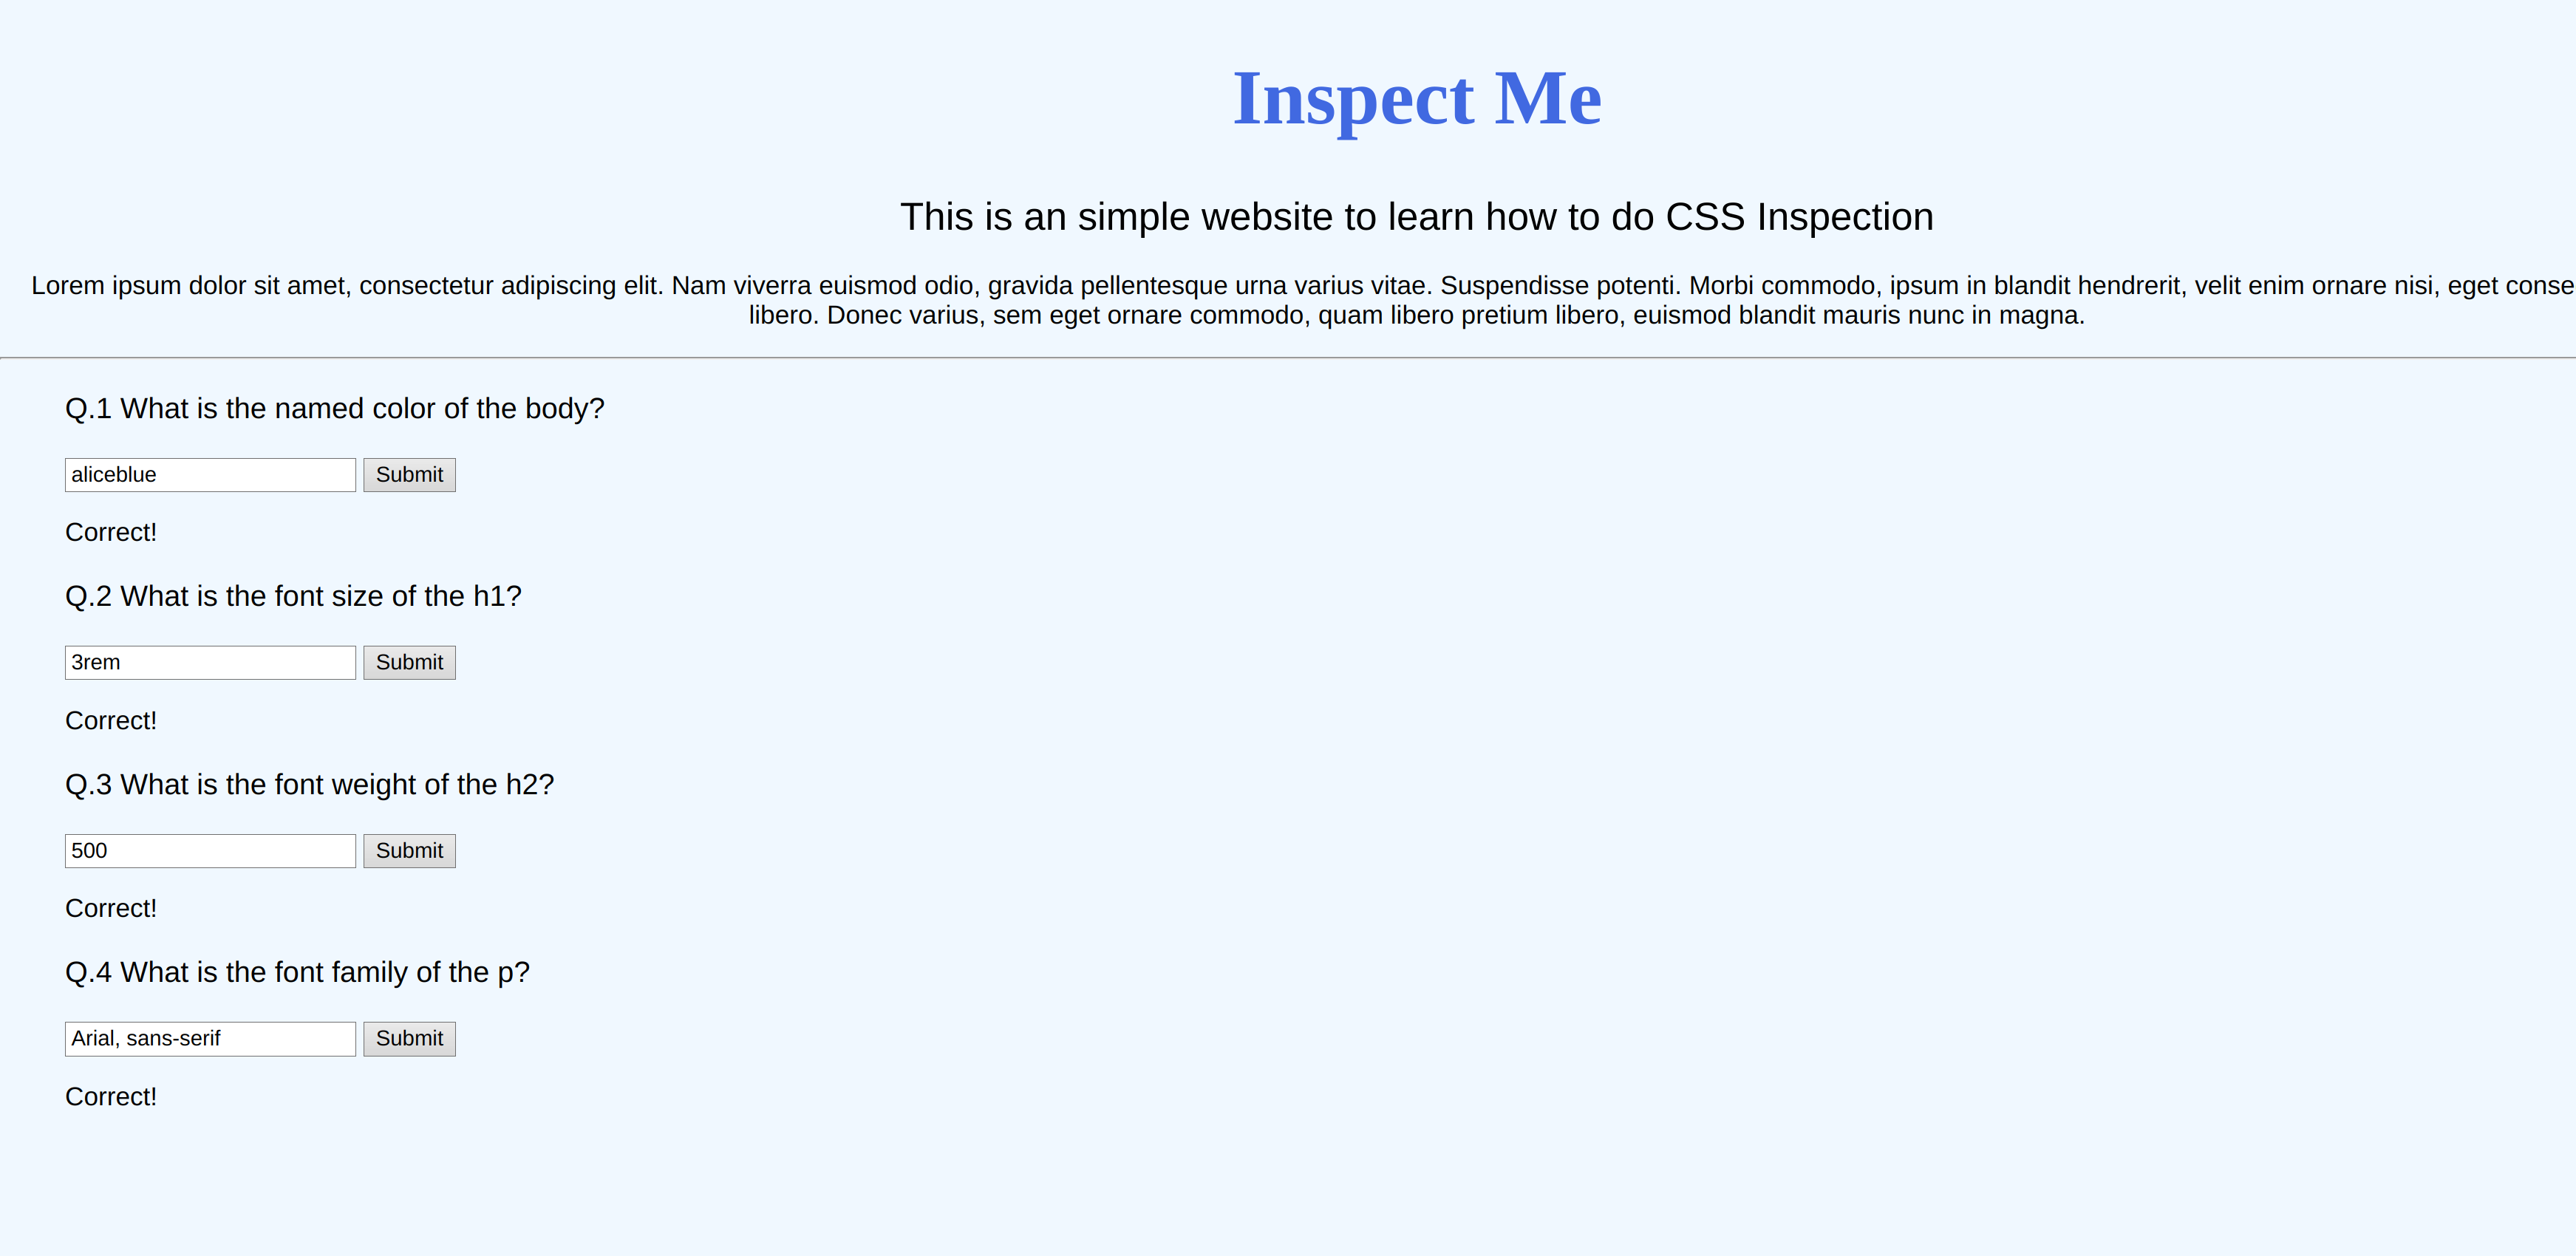 Inspect Me
This is an simple website to learn how to do CSS Inspection
Lorem ipsum dolor sit amet, consectetur adipiscing elit. Nam viverra euismod odio, gravida pellentesque urna varius vitae. Suspendisse potenti. Morbi commodo, ipsum in blandit hendrerit, velit enim ornare nisi, eget
libero. Donec varius, sem eget ornare commodo, quam libero pretium libero, euismod blandit mauris nunc in magna.
Q.1 What is the named color of the body?
aliceblue Submit
Correct!
Q.2 What is the font size of the h1?
3rem Submit
Correct!
Q.3 What is the font weight of the h2?
500 Submit
Correct!
Q.4 What is the font family of the p?
Arial, sans-serif Submit
Correct!